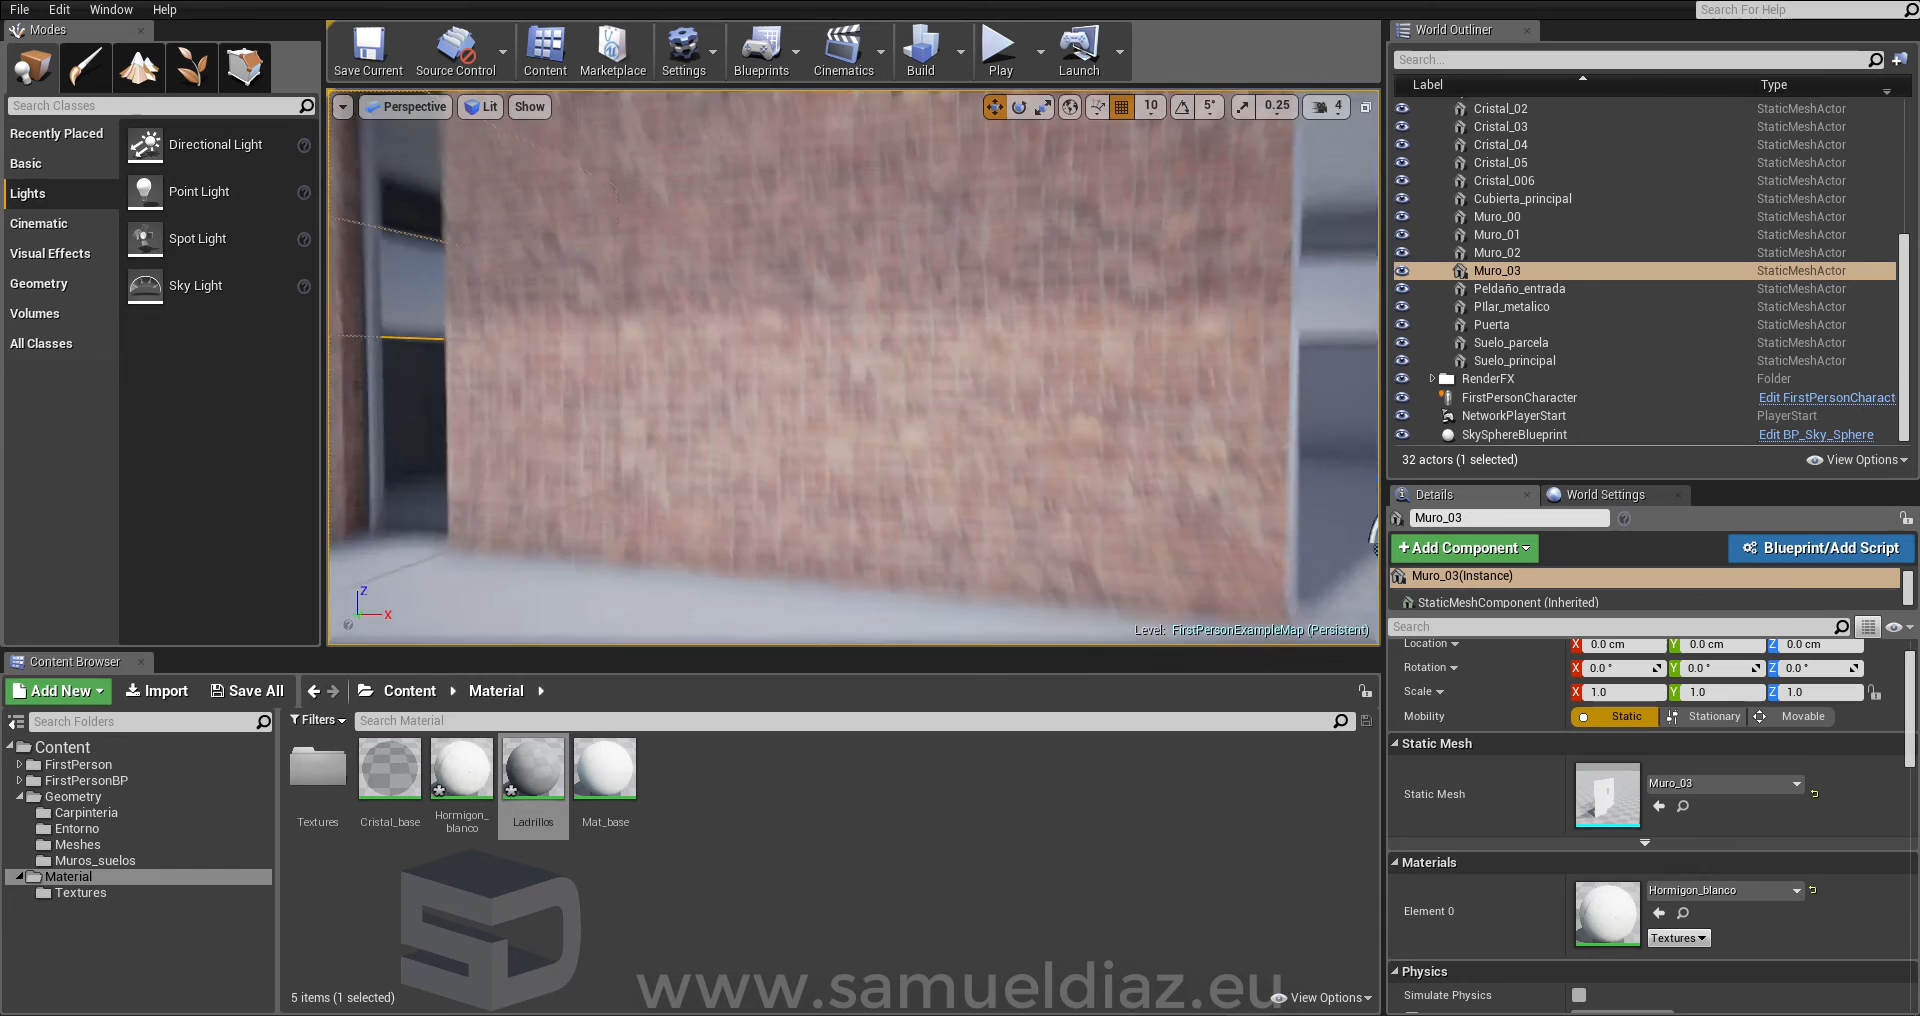 File Edit Window Help
Search For Help
Modes
Search Classes
Recently Placed
Basic
Lights
Cinematic
Visual Effects
Geometry
Volumes
All Classes
Directional Light
Point Light
Spot Light
Sky Light
Save Current Source Control Content Marketplace Settings Blueprints Cinematics Build Play Launch
Perspective Lit Show
10 5° 0.25 4
Z
X
Level: FirstPersonExampleMap (Persistent)
World Outliner
Search...
Label Type
Cristal_02 StaticMeshActor
Cristal_03 StaticMeshActor
Cristal_04 StaticMeshActor
Cristal_05 StaticMeshActor
Cristal_006 StaticMeshActor
Cubierta_principal StaticMeshActor
Muro_00 StaticMeshActor
Muro_01 StaticMeshActor
Muro_02 StaticMeshActor
Muro_03 StaticMeshActor
Peldaño_entrada StaticMeshActor
PIlar_metalico StaticMeshActor
Puerta StaticMeshActor
Suelo_parcela StaticMeshActor
Suelo_principal StaticMeshActor
RenderFX Folder
FirstPersonCharacter Edit FirstPersonCharact
NetworkPlayerStart PlayerStart
SkySphereBlueprint Edit BP_Sky_Sphere
32 actors (1 selected) View Options
Details World Settings
Muro_03
+Add Component Blueprint/Add Script
Muro_03(Instance)
StaticMeshComponent (Inherited)
Search
Location X 0.0 cm Y 0.0 cm Z 0.0 cm
Rotation X 0.0 ° Y 0.0 ° Z 0.0 °
Scale X 1.0 Y 1.0 Z 1.0
Mobility Static Stationary Movable
Static Mesh
Static Mesh Muro_03
Materials
Element 0 Hormigon_blanco
Textures
Physics
Simulate Physics
Content Browser
Add New Import Save All Content Material
Search Folders
Filters Search Material
Content
FirstPerson
FirstPersonBP
Geometry
Carpinteria
Entorno
Meshes
Muros_suelos
Material
Textures
Textures Cristal_base Hormigon_ blanco Ladrillos Mat_base
SD
www.samueldiaz.eu
5 items (1 selected) View Options